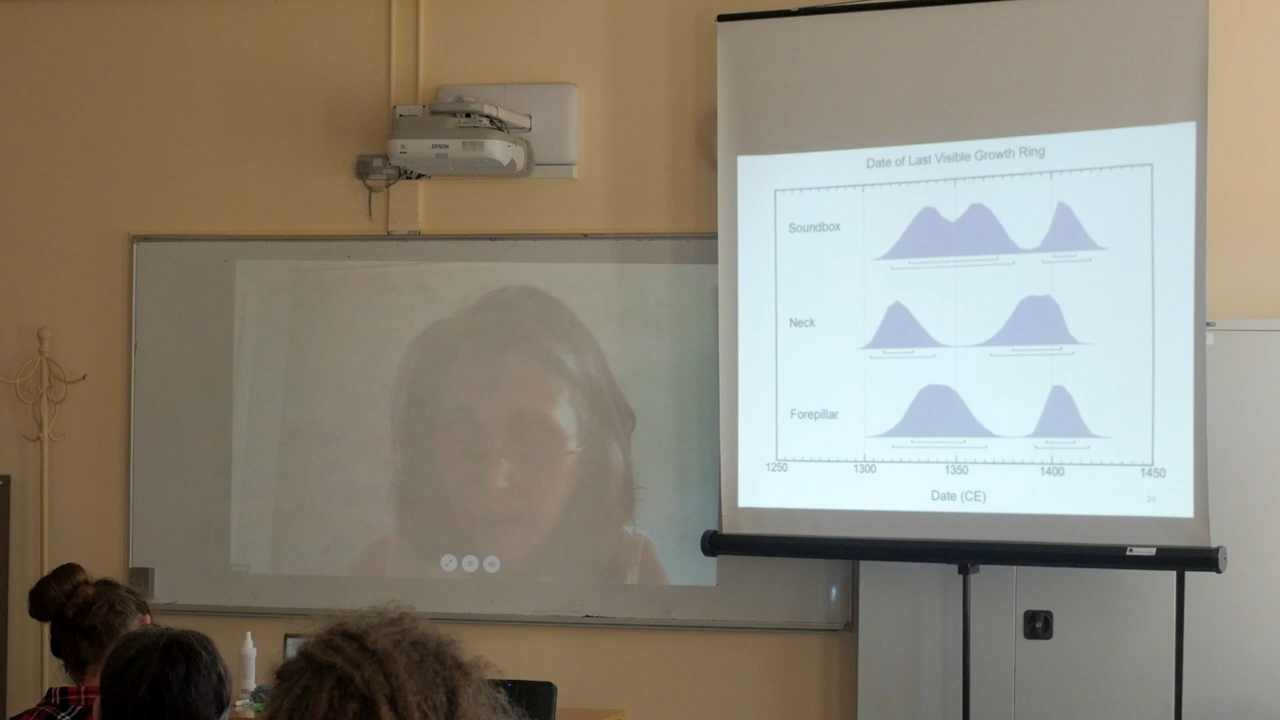 EPSON
Date of Last Visible Growth Ring
Soundbox
Neck
Forepillar
1250 1300 1350 1400 1450
Date (CE)
24